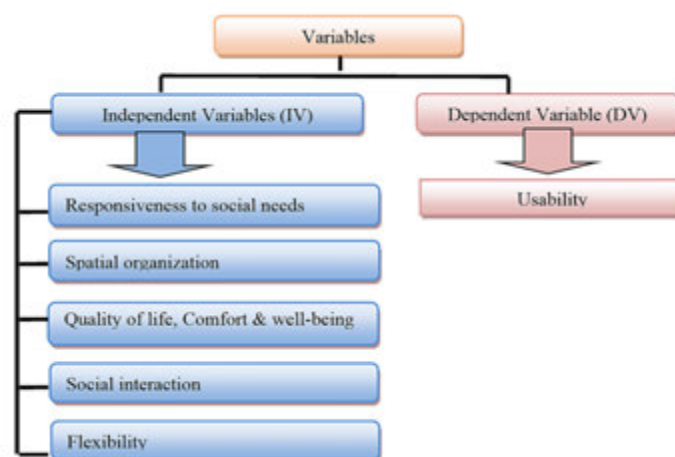 Variables
Independent Variables (IV)
Dependent Variable (DV)
Responsiveness to social needs
Usability
Spatial organization
Quality of life, Comfort & well-being
Social interaction
Flexibility